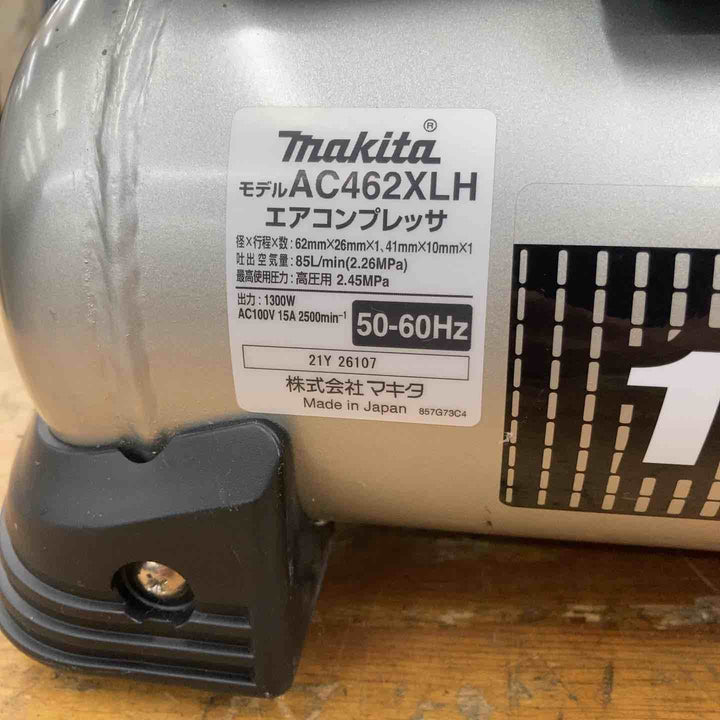 makita®
モデルAC462XLH
エアコンプレッサ
径×行程×数:62mm×26mm×1、41mm×10mm×1
吐出空気量:85L/min(2.26MPa)
最高使用圧力:高圧用 2.45MPa
出力:1300W
AC100V 15A 2500min⁻¹
50-60Hz
21Y 26107
株式会社マキタ
Made in Japan 857G73C4
1